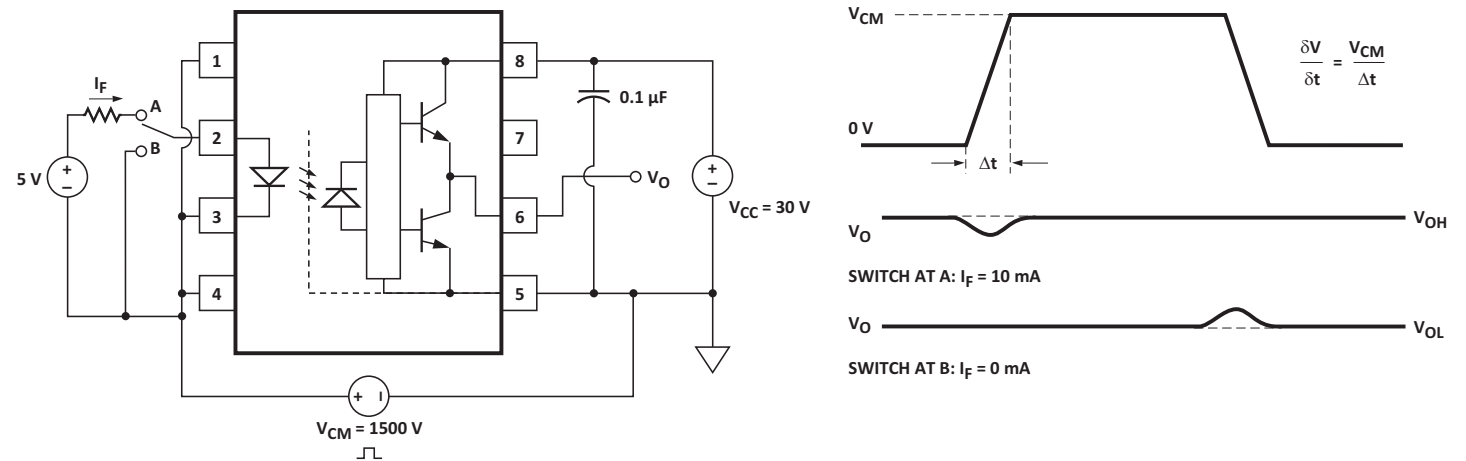 1
2
3
4
8
7
6
5
I_F
A
B
5 V
+
−
0.1 µF
V_O
+
−
V_CC = 30 V
+ −
V_CM = 1500 V
V_CM
0 V
Δt
δV/δt = V_CM/Δt
V_O
V_OH
SWITCH AT A: I_F = 10 mA
V_O
V_OL
SWITCH AT B: I_F = 0 mA